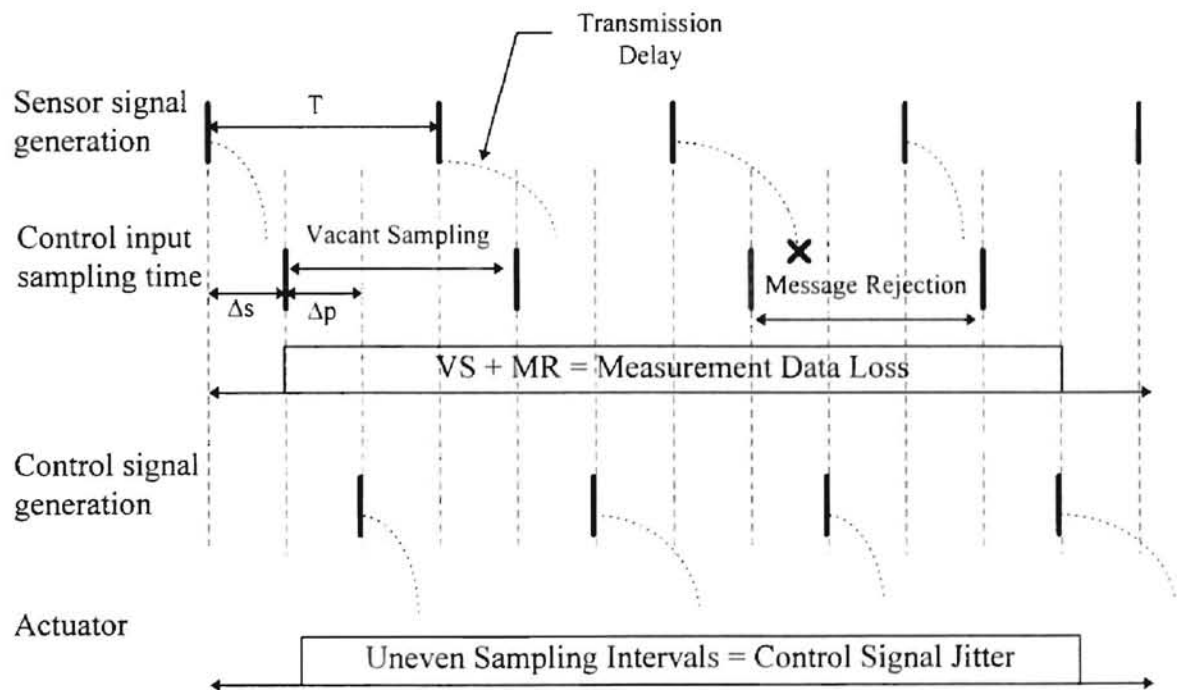 Transmission
Delay
Sensor signal
generation
T
Control input
sampling time
Vacant Sampling
Message Rejection
Δs
Δp
VS + MR = Measurement Data Loss
Control signal
generation
Actuator
Uneven Sampling Intervals = Control Signal Jitter